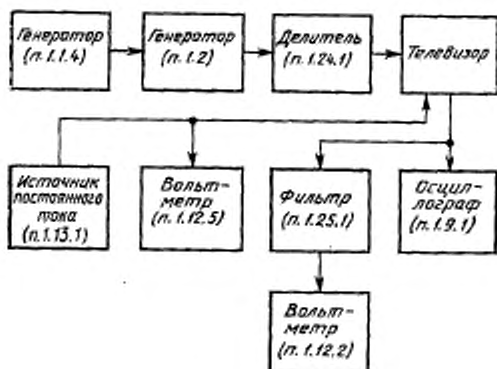 Генератор
(п.1.1.4)
Генератор
(п.1.2)
Делитель
(п.1.24.1)
Телевизор
Источник
постоянного
тока
(п.1.13.1)
Вольт-
метр
(п.1.12.5)
Фильтр
(п.1.25.1)
Осцил-
лограф
(п.1.9.1)
Вольт-
метр
(п.1.12.2)